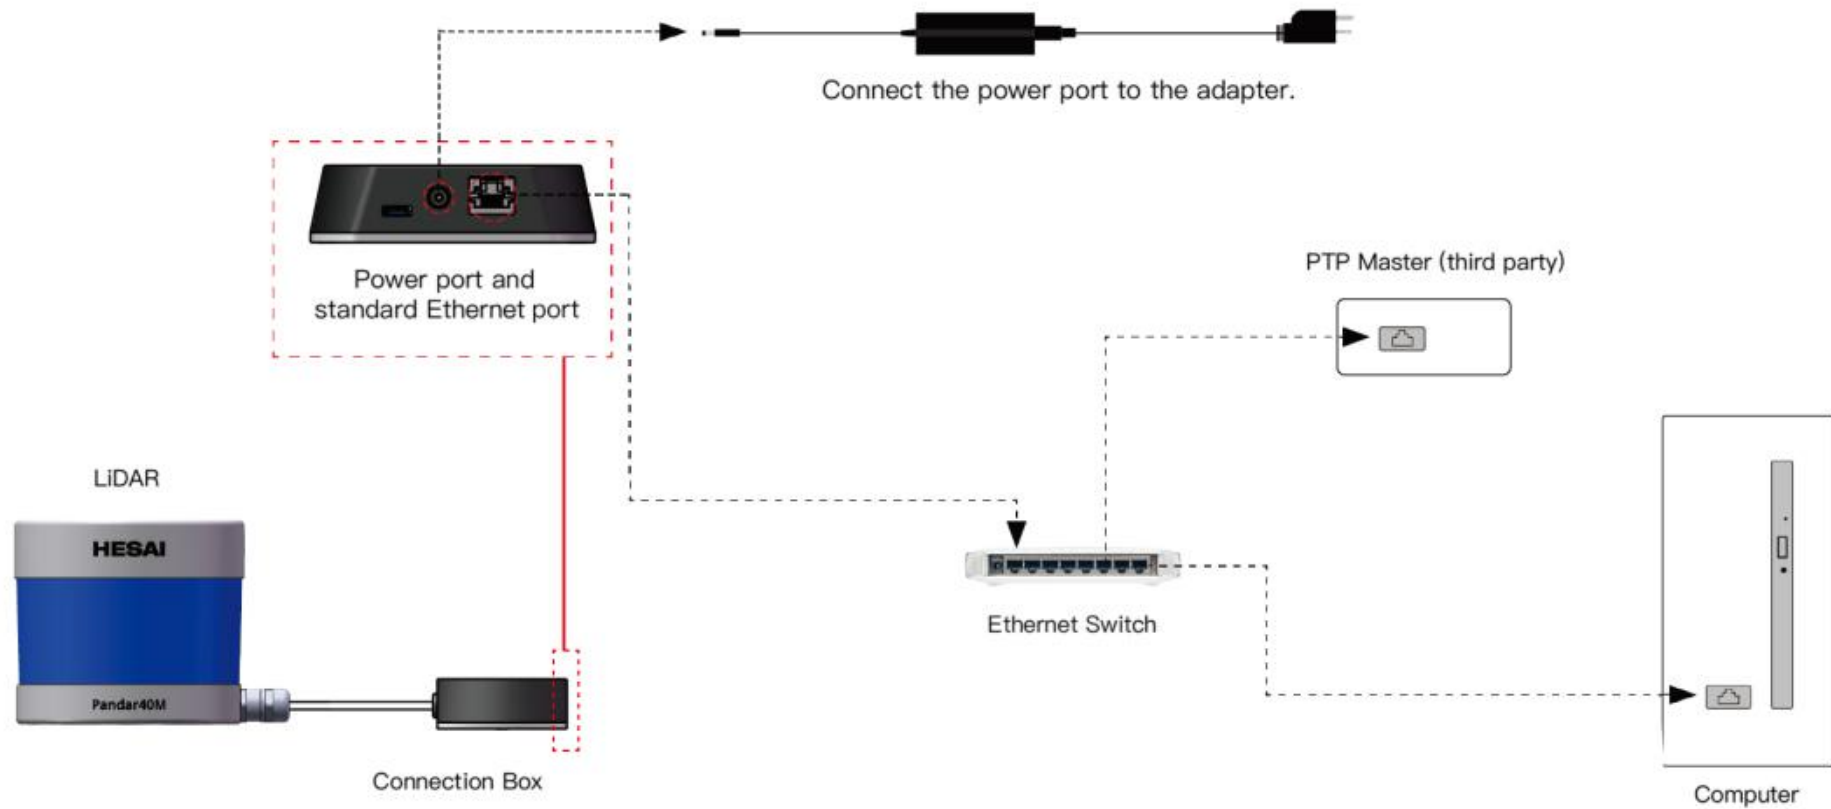 Connect the power port to the adapter.
Power port and
standard Ethernet port
PTP Master (third party)
LiDAR
HESAI
Pandar40M
Ethernet Switch
Connection Box
Computer